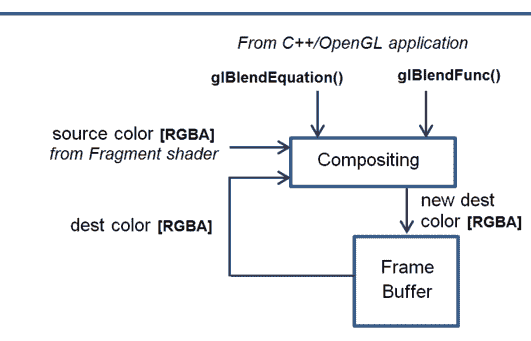 From C++/OpenGL application
glBlendEquation()
glBlendFunc()
source color [RGBA]
from Fragment shader
Compositing
new dest
color [RGBA]
dest color [RGBA]
Frame
Buffer